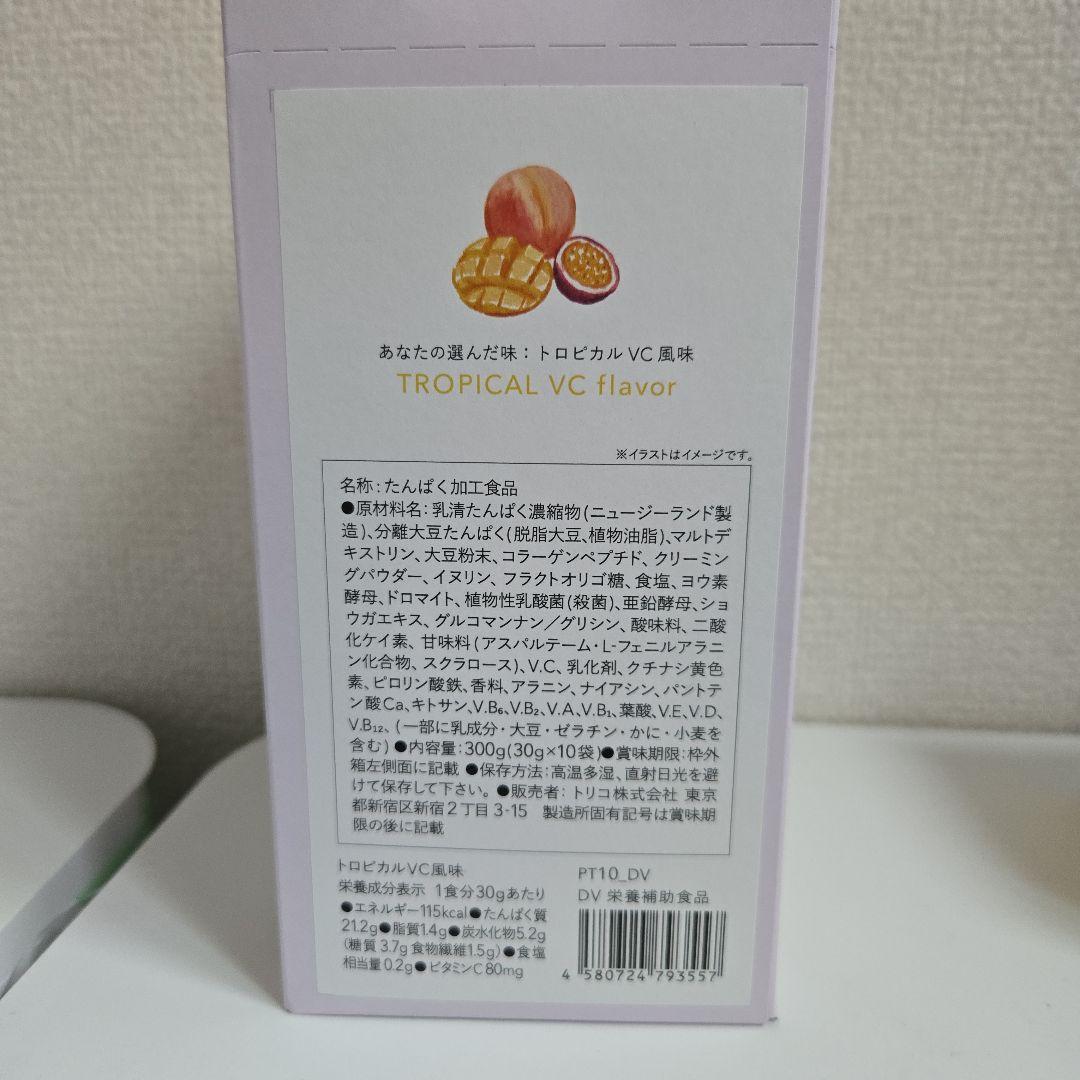 あなたの選んだ味：トロピカルVC風味
TROPICAL VC flavor
※イラストはイメージです。
名称：たんぱく加工食品
●原材料名：乳清たんぱく濃縮物(ニュージーランド製
造)、分離大豆たんぱく(脱脂大豆、植物油脂)、マルトデ
キストリン、大豆粉末、コラーゲンペプチド、クリーミン
グパウダー、イヌリン、フラクトオリゴ糖、食塩、ヨウ素
酵母、ドロマイト、植物性乳酸菌(殺菌)、亜鉛酵母、ショ
ウガエキス、グルコマンナン／グリシン、酸味料、二酸
化ケイ素、甘味料(アスパルテーム・L-フェニルアラニ
ン化合物、スクラロース)、V.C、乳化剤、クチナシ黄色
素、ピロリン酸鉄、香料、アラニン、ナイアシン、パントテ
ン酸Ca、キトサン、V.B₆、V.B₂、V.A、V.B₁、葉酸、V.E、V.D、
V.B₁₂、(一部に乳成分・大豆・ゼラチン・かに・小麦を
含む) ●内容量：300g(30g×10袋)●賞味期限：枠外
箱左側面に記載 ●保存方法：高温多湿、直射日光を避
けて保存して下さい。 ●販売者：トリコ株式会社 東京
都新宿区新宿２丁目3-15 製造所固有記号は賞味期
限の後に記載
トロピカルVC風味
栄養成分表示 1食分30gあたり
●エネルギー115kcal●たんぱく質
21.2g●脂質1.4g●炭水化物5.2g
(糖質 3.7g 食物繊維1.5g)●食塩
相当量0.2g●ビタミンC80mg
PT10_DV
DV 栄養補助食品
4 580724 793557